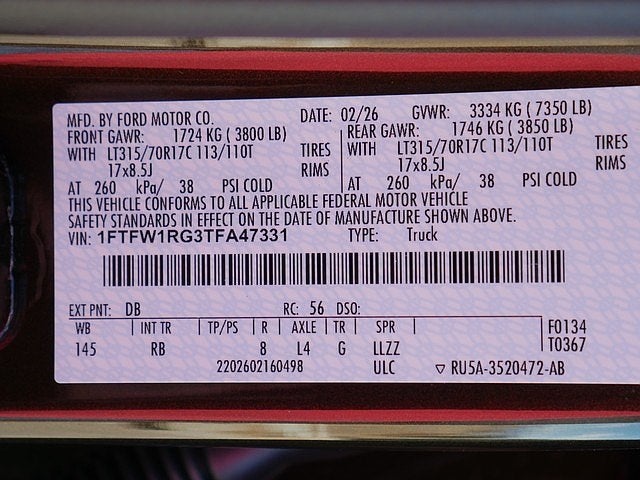 MFD. BY FORD MOTOR CO. DATE: 02/26 GVWR: 3334 KG ( 7350 LB)
FRONT GAWR: 1724 KG ( 3800 LB) REAR GAWR: 1746 KG ( 3850 LB)
WITH LT315/70R17C 113/110T TIRES WITH LT315/70R17C 113/110T TIRES
17x8.5J RIMS 17x8.5J RIMS
AT 260 kPa/ 38 PSI COLD AT 260 kPa/ 38 PSI COLD
THIS VEHICLE CONFORMS TO ALL APPLICABLE FEDERAL MOTOR VEHICLE
SAFETY STANDARDS IN EFFECT ON THE DATE OF MANUFACTURE SHOWN ABOVE.
VIN: 1FTFW1RG3TFA47331 TYPE: Truck
EXT PNT: DB RC: 56 DSO:
WB INT TR TP/PS R AXLE TR SPR F0134
145 RB 8 L4 G LLZZ T0367
2202602160498 ULC ▽ RU5A-3520472-AB